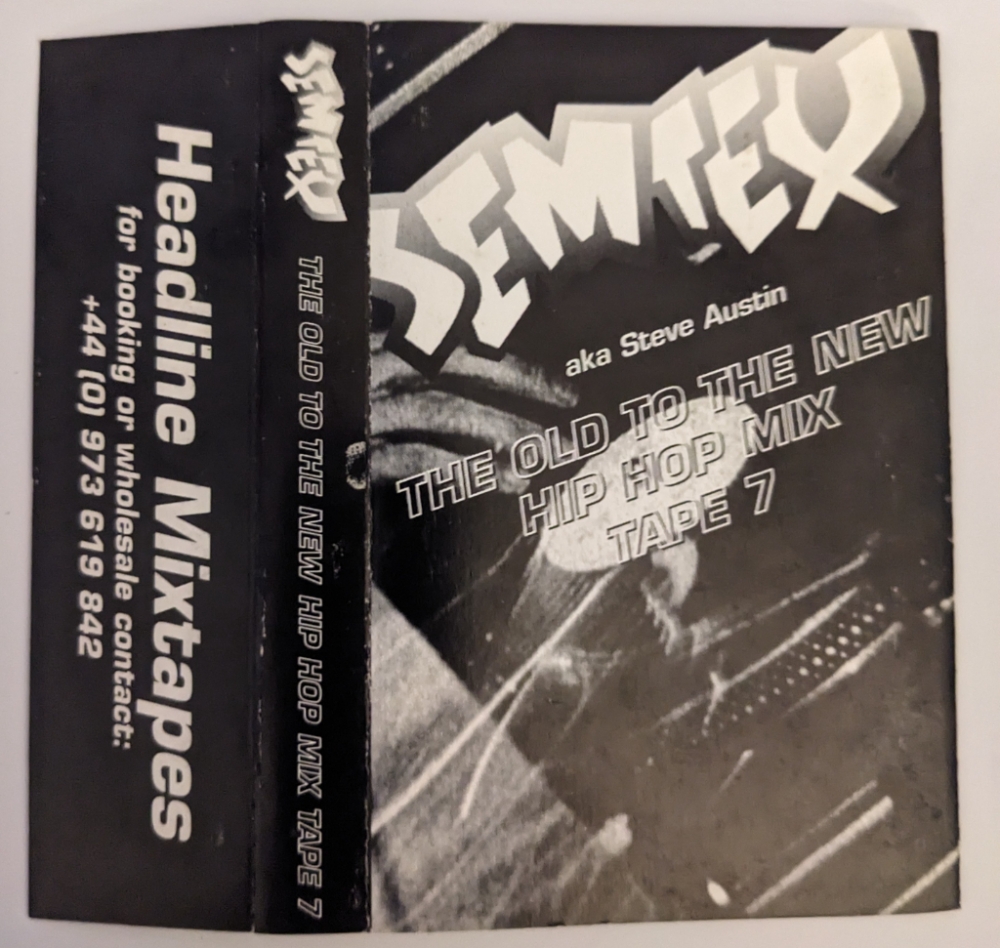 Headline Mixtapes
for booking or wholesale contact:
+44 (0) 973 619 842
SEMTEX
THE OLD TO THE NEW HIP HOP MIX TAPE 7
SEMTEX
aka Steve Austin
THE OLD TO THE NEW
HIP HOP MIX
TAPE 7